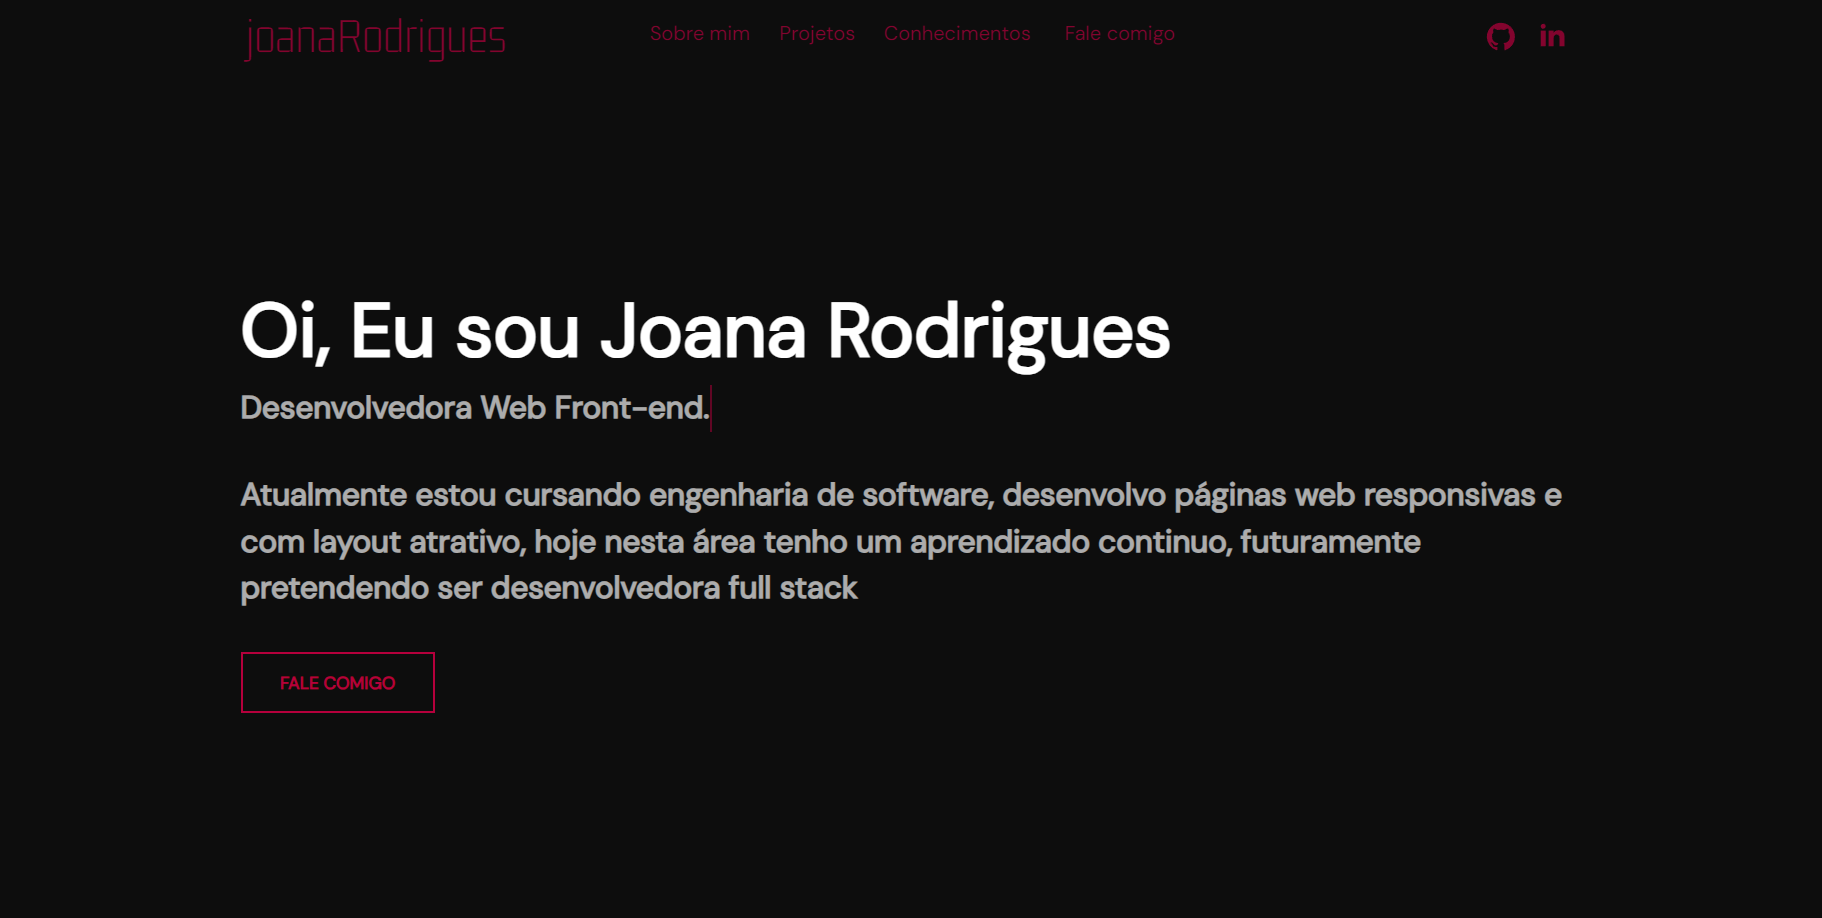 joanaRodrigues
Sobre mim Projetos Conhecimentos Fale comigo
in
Oi, Eu sou Joana Rodrigues
Desenvolvedora Web Front-end.
Atualmente estou cursando engenharia de software, desenvolvo páginas web responsivas e
com layout atrativo, hoje nesta área tenho um aprendizado continuo, futuramente
pretendendo ser desenvolvedora full stack
FALE COMIGO